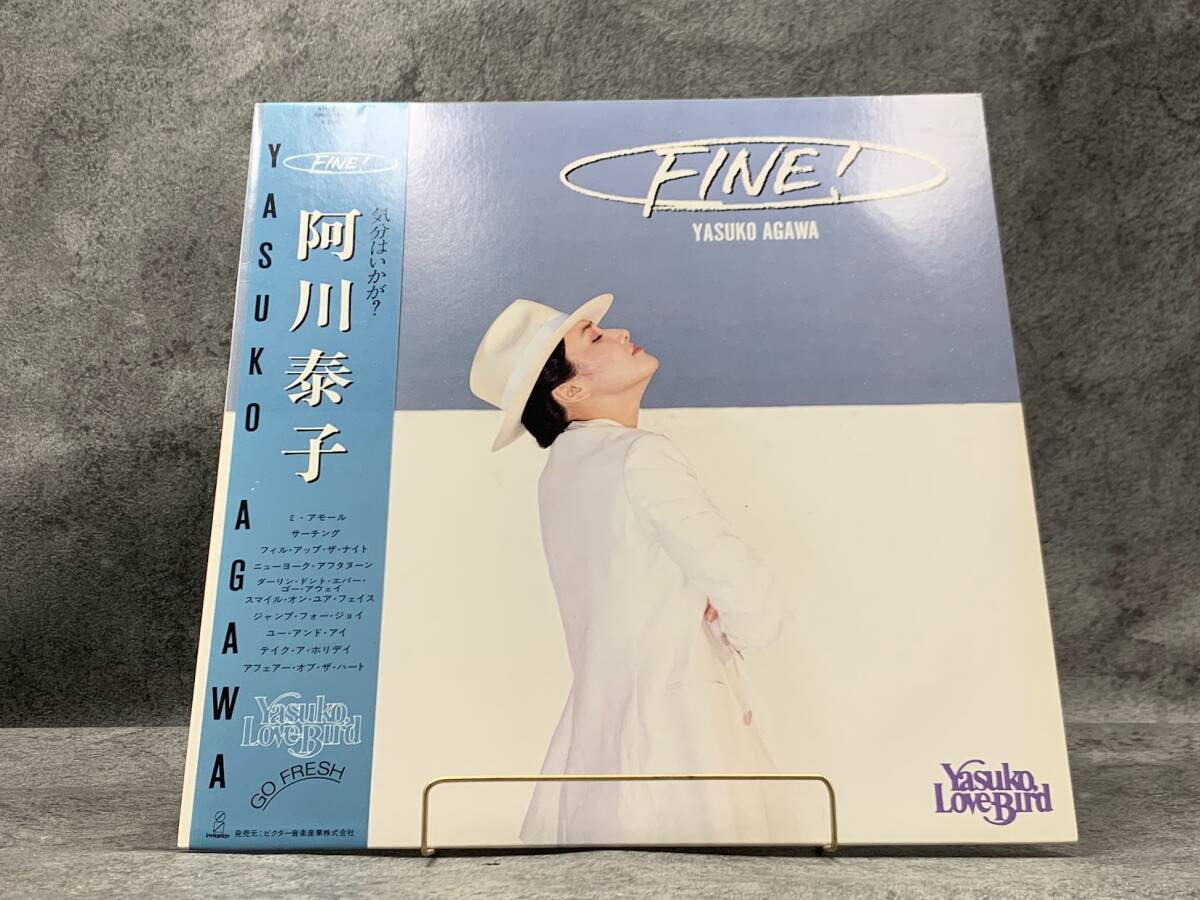 FINE!
YASUKO AGAWA
YASUKO AGAWA
FINE!
気分はいかが?
阿川泰子
ミ・アモール
サーチング
フィル・アップ・ザ・ナイト
ニューヨーク・アフタヌーン
ダーリン・ドント・エバー・
ゴー・アウェイ
スマイル・オン・ユア・フェイス
ジャンプ・フォー・ジョイ
ユー・アンド・アイ
テイク・ア・ホリデイ
アフェアー・オブ・ザ・ハート
Yasuko,
Love-Bird
GO FRESH
invitation
発売元:ビクター音楽産業株式会社
Yasuko,
Love-Bird